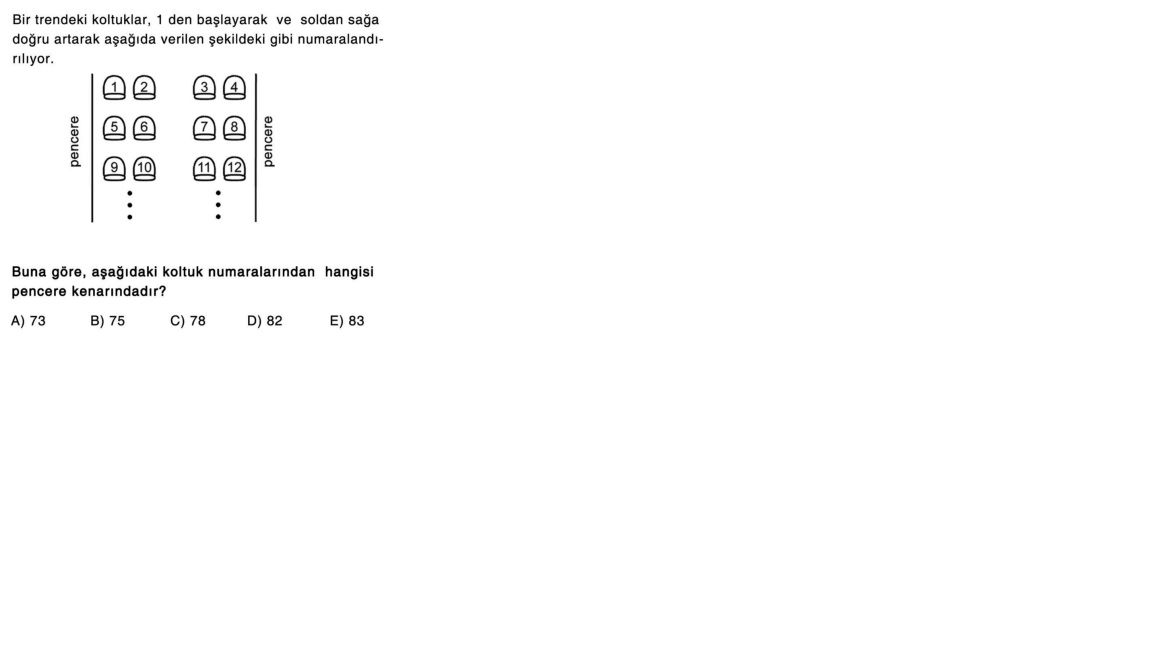 Bir trendeki koltuklar, 1 den başlayarak ve soldan sağa
doğru artarak aşağıda verilen şekildeki gibi numaralandı-
rılıyor.
1 2 3 4
pencere 5 6 7 8 pencere
9 10 11 12
Buna göre, aşağıdaki koltuk numaralarından hangisi
pencere kenarındadır?
A) 73 B) 75 C) 78 D) 82 E) 83